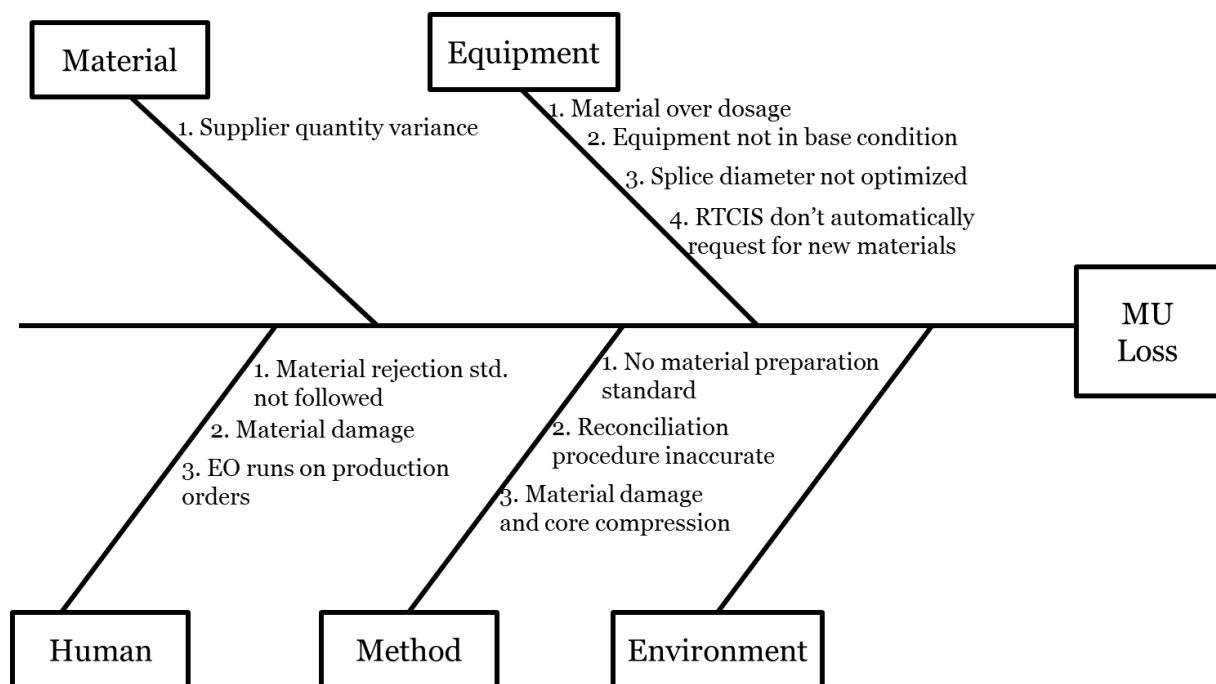 Material
Equipment
1. Supplier quantity variance
1. Material over dosage
2. Equipment not in base condition
3. Splice diameter not optimized
4. RTCIS don’t automatically
request for new materials
MU
Loss
1. Material rejection std.
not followed
2. Material damage
3. EO runs on production
orders
1. No material preparation
standard
2. Reconciliation
procedure inaccurate
3. Material damage
and core compression
Human
Method
Environment